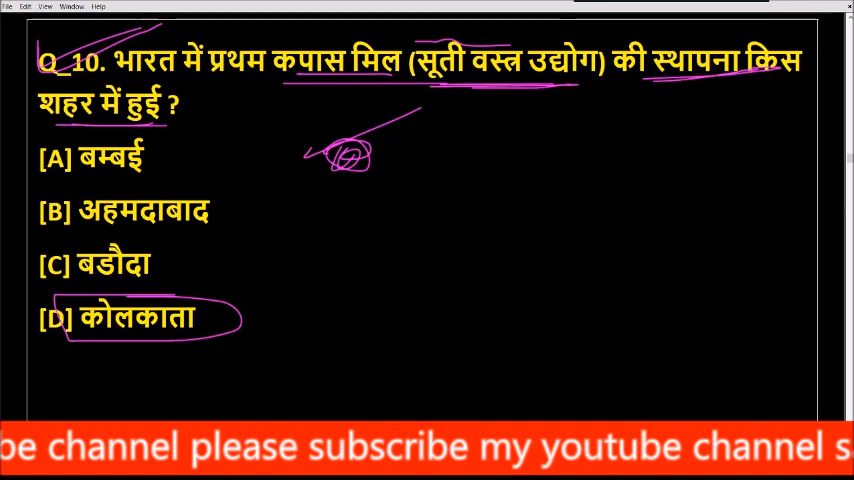 File Edit View Window Help
Q_10. भारत में प्रथम कपास मिल (सूती वस्त्र उद्योग) की स्थापना किस
शहर में हुई ?
[A] बम्बई
[B] अहमदाबाद
[C] बडौदा
[D] कोलकाता
be channel please subscribe my youtube channel s